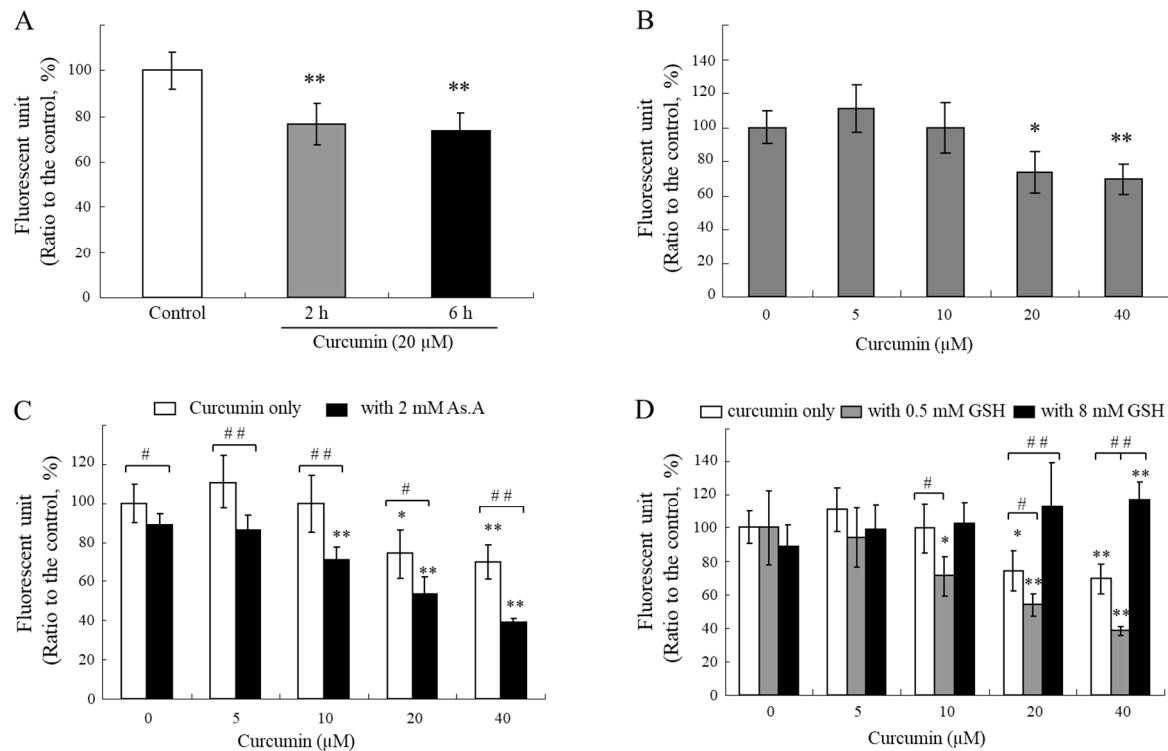 A
Fluorescent unit
(Ratio to the control, %)
120
100
80
60
40
20
0
**
**
Control
2 h
6 h
Curcumin (20 μM)
B
Fluorescent unit
(Ratio to the control, %)
140
120
100
80
60
40
20
0
*
**
0
5
10
20
40
Curcumin (μM)
C
Curcumin only
with 2 mM As.A
Fluorescent unit
(Ratio to the control, %)
120
100
80
60
40
20
0
#
# #
# #
**
#
*
**
# #
**
**
0
5
10
20
40
Curcumin (μM)
D
curcumin only
with 0.5 mM GSH
with 8 mM GSH
Fluorescent unit
(Ratio to the control, %)
140
120
100
80
60
40
20
0
#
*
# #
#
*
**
# #
**
**
**
0
5
10
20
40
Curcumin (μM)